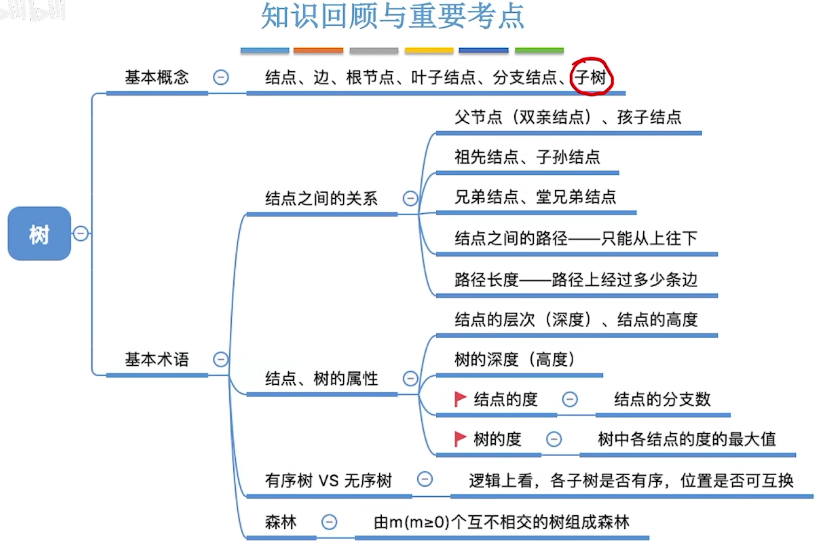 知识回顾与重要考点
基本概念
结点、边、根节点、叶子结点、分支结点、子树
父节点（双亲结点）、孩子结点
祖先结点、子孙结点
结点之间的关系
兄弟结点、堂兄弟结点
树
结点之间的路径——只能从上往下
路径长度——路径上经过多少条边
结点的层次（深度）、结点的高度
基本术语
树的深度（高度）
结点、树的属性
结点的度
结点的分支数
树的度
树中各结点的度的最大值
有序树 VS 无序树
逻辑上看，各子树是否有序，位置是否可互换
森林
由m(m≥0)个互不相交的树组成森林